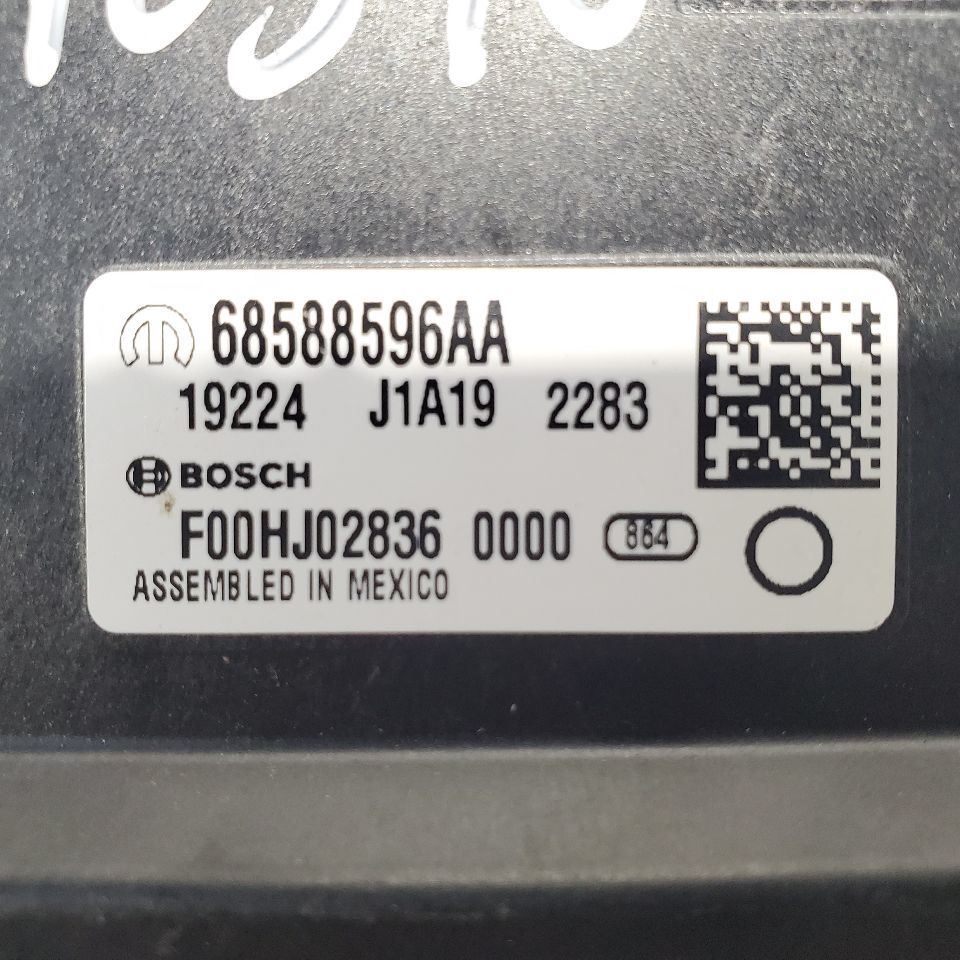 68588596AA
19224 J1A19 2283
BOSCH
F00HJ02836 0000 864
ASSEMBLED IN MEXICO